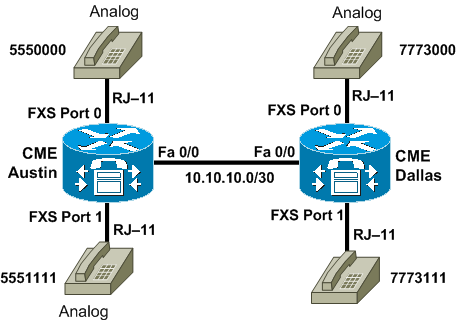 Analog
Analog
5550000
7773000
RJ–11
RJ–11
FXS Port 0
FXS Port 0
CME
Austin
Fa 0/0
Fa 0/0
CME
Dallas
10.10.10.0/30
FXS Port 1
FXS Port 1
RJ–11
RJ–11
5551111
7773111
Analog